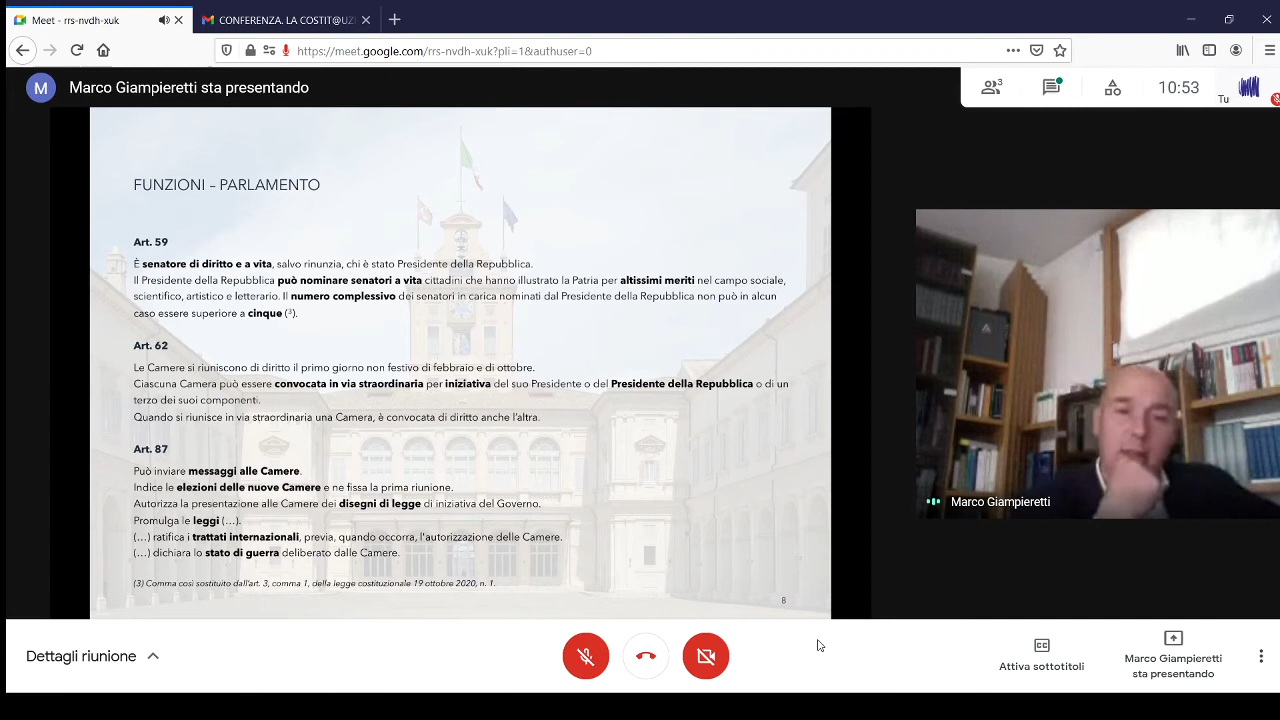 Meet - rrs-nvdh-xuk
CONFERENZA. LA COSTIT@UZI
https://meet.google.com/rrs-nvdh-xuk?pli=1&authuser=0
M
Marco Giampieretti sta presentando
3
10:53
Tu
FUNZIONI – PARLAMENTO
Art. 59
È senatore di diritto e a vita, salvo rinunzia, chi è stato Presidente della Repubblica.
Il Presidente della Repubblica può nominare senatori a vita cittadini che hanno illustrato la Patria per altissimi meriti nel campo sociale,
scientifico, artistico e letterario. Il numero complessivo dei senatori in carica nominati dal Presidente della Repubblica non può in alcun
caso essere superiore a cinque (³).
Art. 62
Le Camere si riuniscono di diritto il primo giorno non festivo di febbraio e di ottobre.
Ciascuna Camera può essere convocata in via straordinaria per iniziativa del suo Presidente o del Presidente della Repubblica o di un
terzo dei suoi componenti.
Quando si riunisce in via straordinaria una Camera, è convocata di diritto anche l'altra.
Art. 87
Può inviare messaggi alle Camere.
Indice le elezioni delle nuove Camere e ne fissa la prima riunione.
Autorizza la presentazione alle Camere dei disegni di legge di iniziativa del Governo.
Promulga le leggi (…).
(…) ratifica i trattati internazionali, previa, quando occorra, l'autorizzazione delle Camere.
(…) dichiara lo stato di guerra deliberato dalle Camere.
(3) Comma così sostituito dall'art. 3, comma 1, della legge costituzionale 19 ottobre 2020, n. 1.
8
Marco Giampieretti
Dettagli riunione
CC
Attiva sottotitoli
Marco Giampieretti
sta presentando